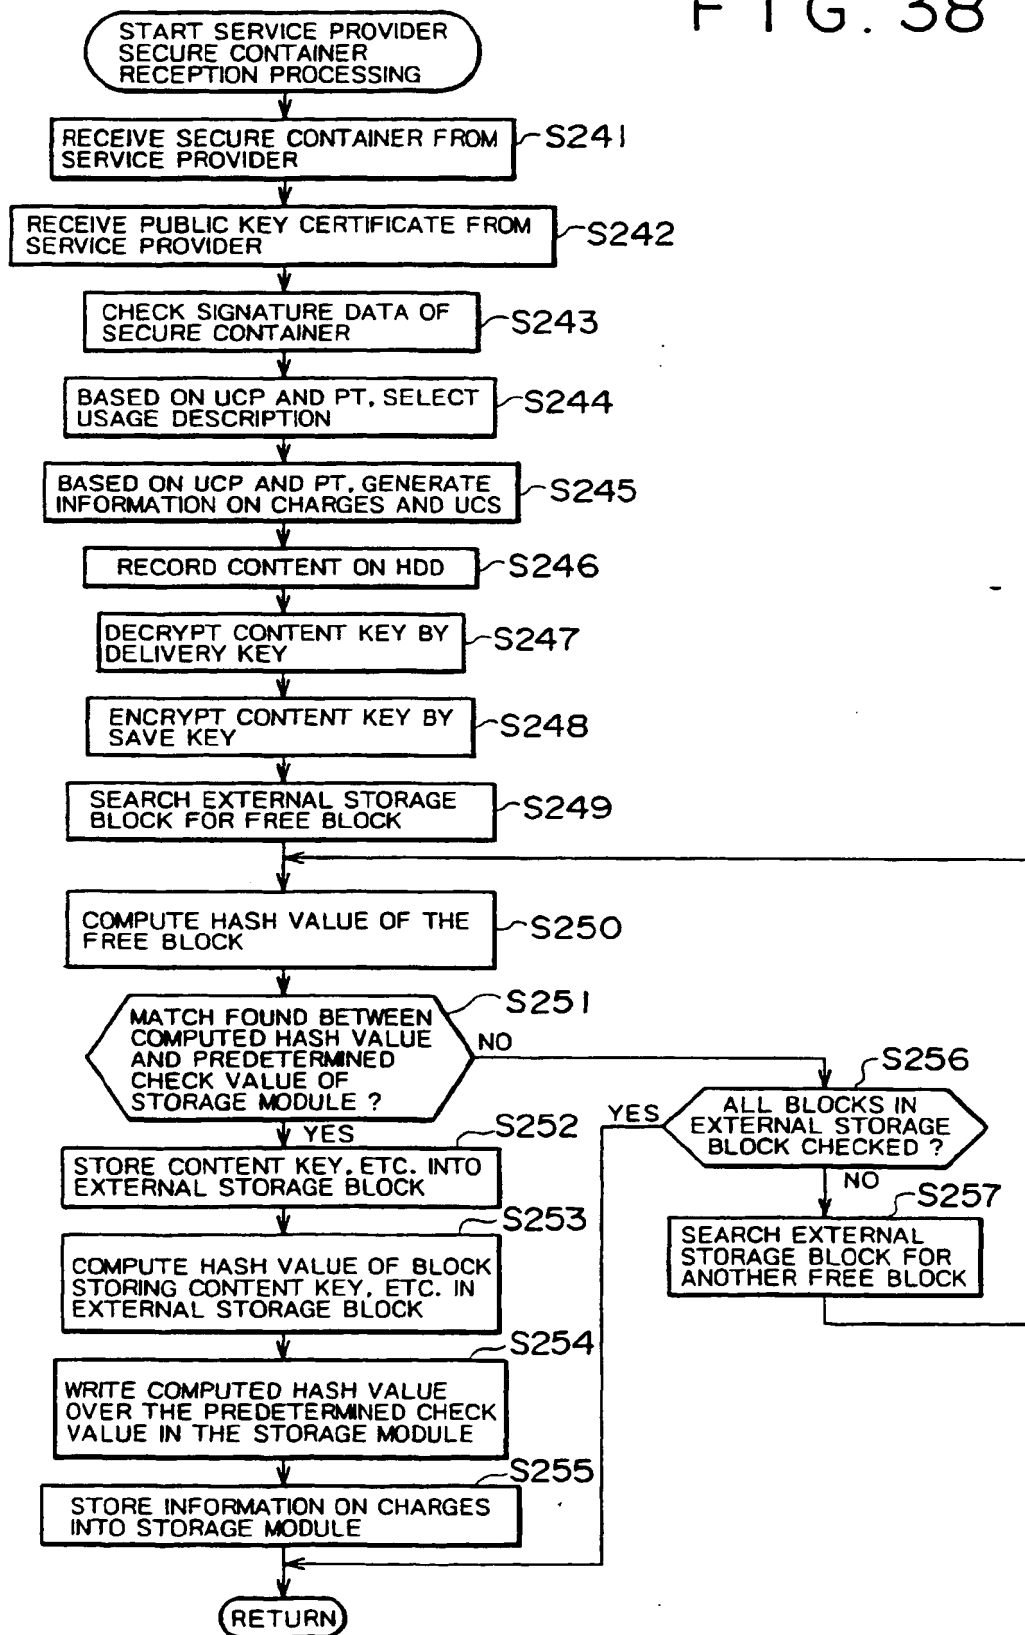 FIG. 38
START SERVICE PROVIDER
SECURE CONTAINER
RECEPTION PROCESSING
RECEIVE SECURE CONTAINER FROM
SERVICE PROVIDER
S241
RECEIVE PUBLIC KEY CERTIFICATE FROM
SERVICE PROVIDER
S242
CHECK SIGNATURE DATA OF
SECURE CONTAINER
S243
BASED ON UCP AND PT, SELECT
USAGE DESCRIPTION
S244
BASED ON UCP AND PT, GENERATE
INFORMATION ON CHARGES AND UCS
S245
RECORD CONTENT ON HDD
S246
DECRYPT CONTENT KEY BY
DELIVERY KEY
S247
ENCRYPT CONTENT KEY BY
SAVE KEY
S248
SEARCH EXTERNAL STORAGE
BLOCK FOR FREE BLOCK
S249
COMPUTE HASH VALUE OF THE
FREE BLOCK
S250
MATCH FOUND BETWEEN
COMPUTED HASH VALUE
AND PREDETERMINED
CHECK VALUE OF
STORAGE MODULE ?
S251
NO
YES
S256
ALL BLOCKS IN
EXTERNAL STORAGE
BLOCK CHECKED ?
YES
NO
S252
STORE CONTENT KEY, ETC. INTO
EXTERNAL STORAGE BLOCK
S257
SEARCH EXTERNAL
STORAGE BLOCK FOR
ANOTHER FREE BLOCK
S253
COMPUTE HASH VALUE OF BLOCK
STORING CONTENT KEY, ETC. IN
EXTERNAL STORAGE BLOCK
S254
WRITE COMPUTED HASH VALUE
OVER THE PREDETERMINED CHECK
VALUE IN THE STORAGE MODULE
S255
STORE INFORMATION ON CHARGES
INTO STORAGE MODULE
RETURN